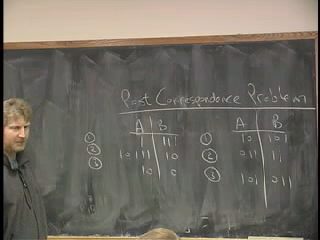 Post Correspondence Problem
A B A B
① 1 111 ① 10 101
② 10111 10 ② 011 11
③ 10 0 ③ 101 011